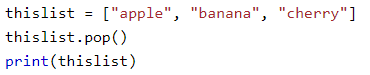 thislist = ["apple", "banana", "cherry"]
thislist.pop()
print(thislist)